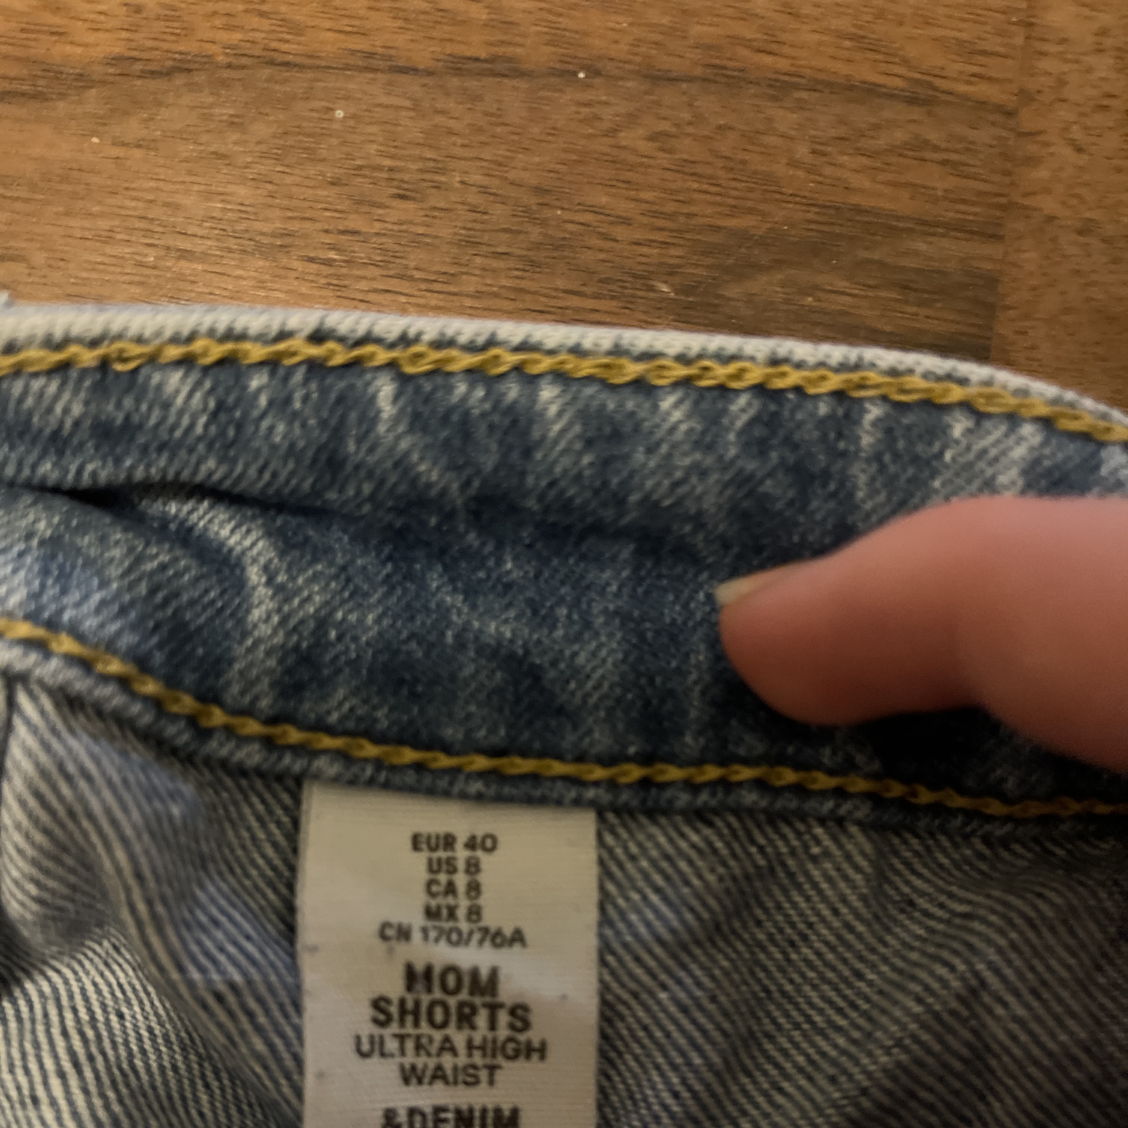 EUR 40
US 8
CA 8
MX 8
CN 170/76A
MOM
SHORTS
ULTRA HIGH
WAIST
&DENIM